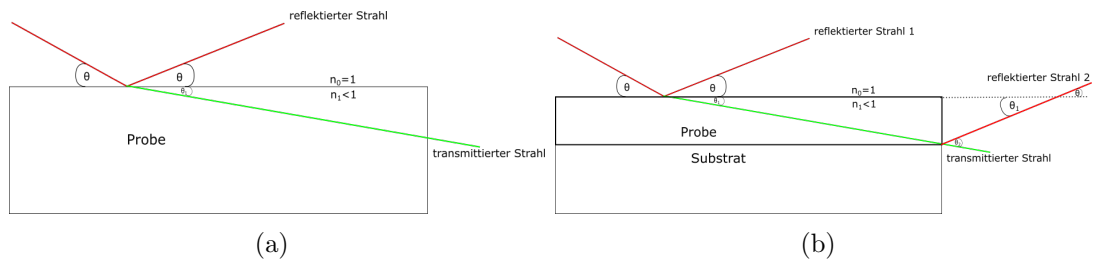 reflektierter Strahl
θ
θ
n₀=1
n₁<1
θ₁
Probe
transmittierter Strahl
(a)
reflektierter Strahl 1
reflektierter Strahl 2
θ
θ
n₀=1
θ
θ₁
n₁<1
θ₁
Probe
θ₁
Substrat
transmittierter Strahl
(b)